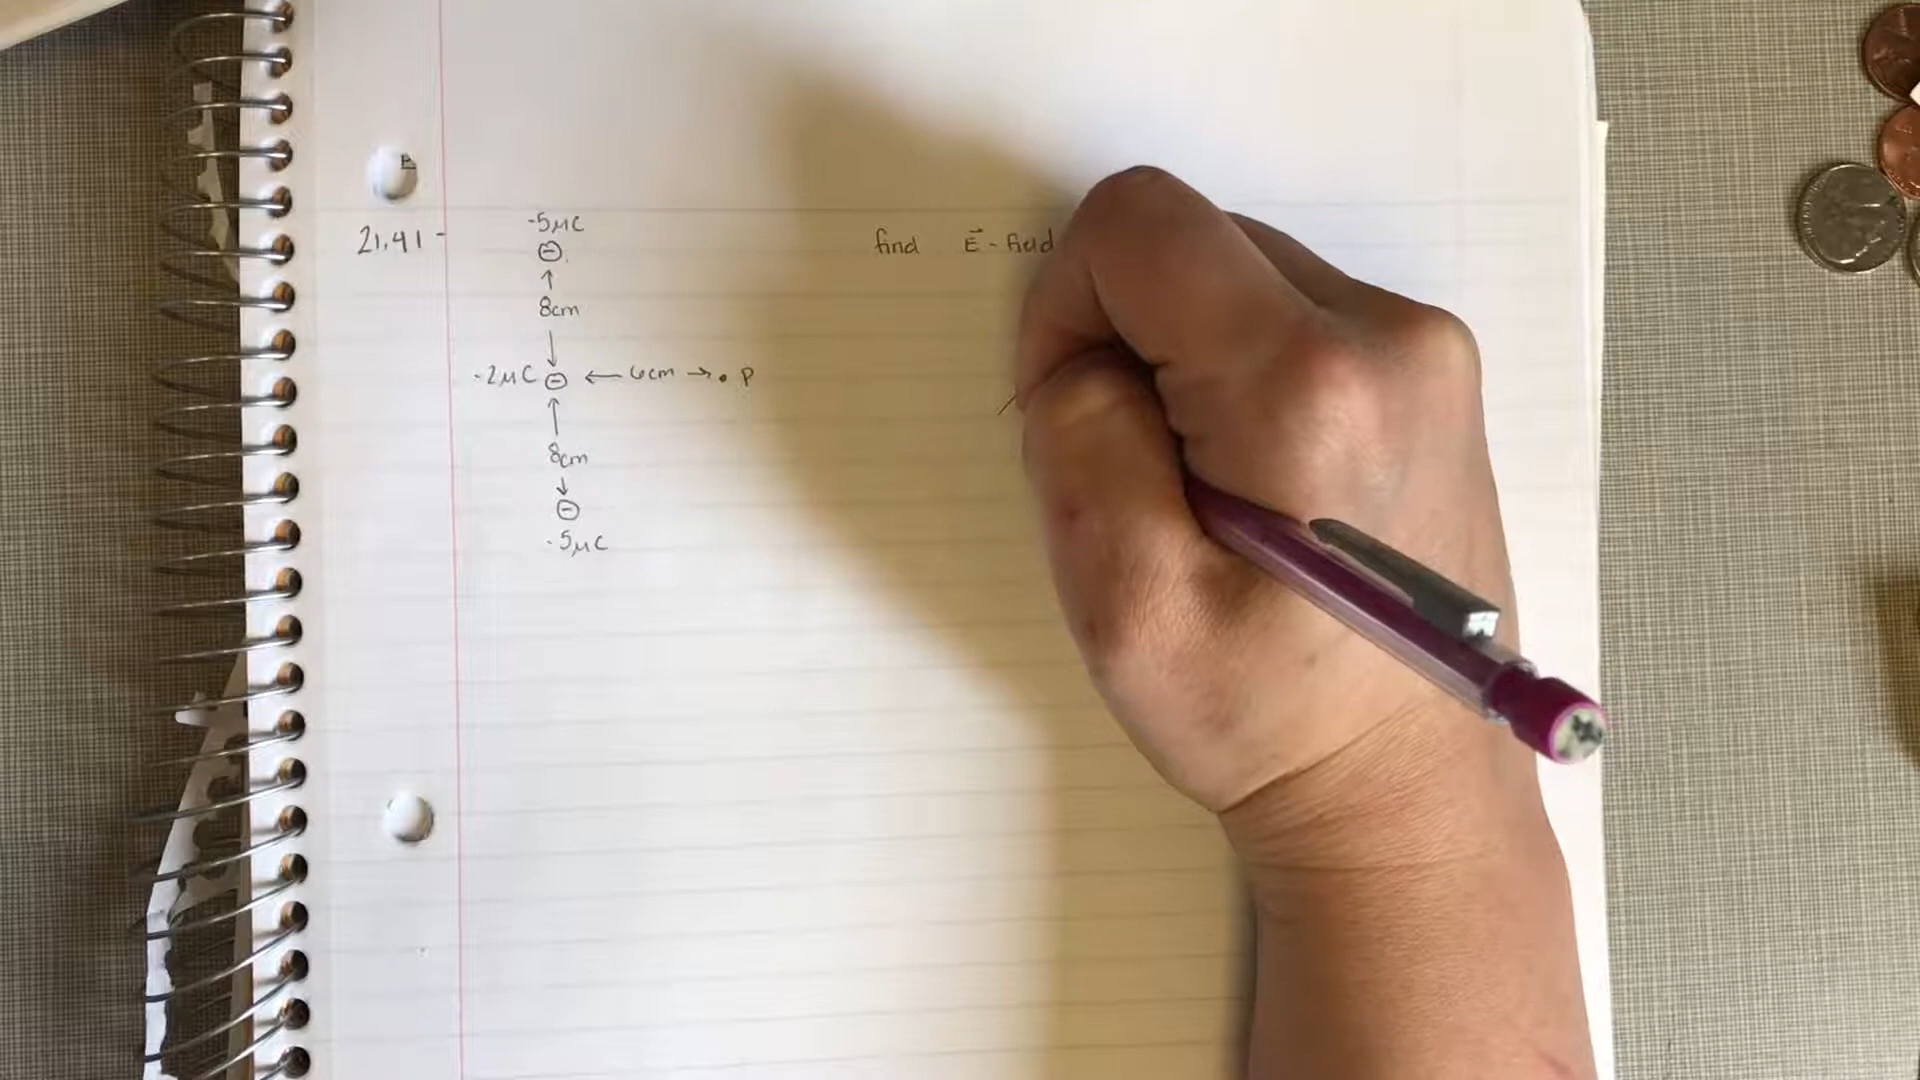 21.41 -
-5μC
find E⃗ - Field
⊖
↑
8cm
↓
-2μC ⊖ ← 6cm → • P
↑
8cm
↓
⊖
-5μC